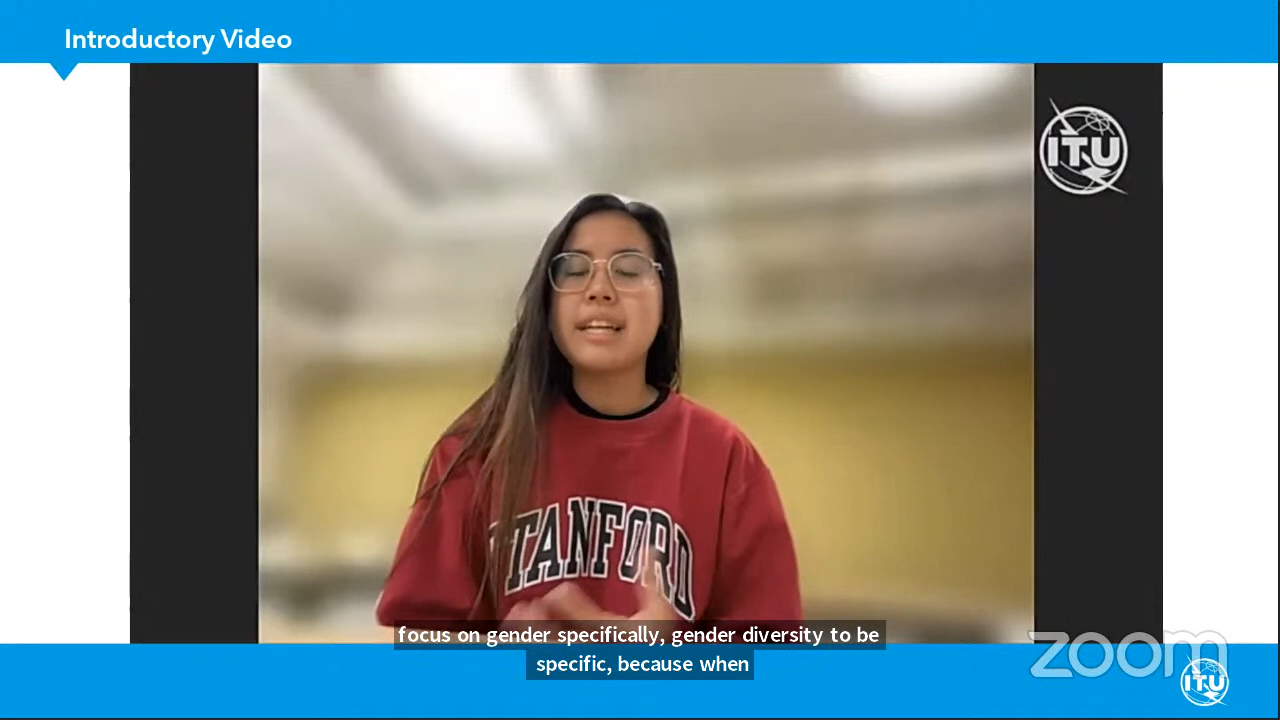 Introductory Video
ITU
STANFORD
focus on gender specifically, gender diversity to be
specific, because when
zoom
ITU